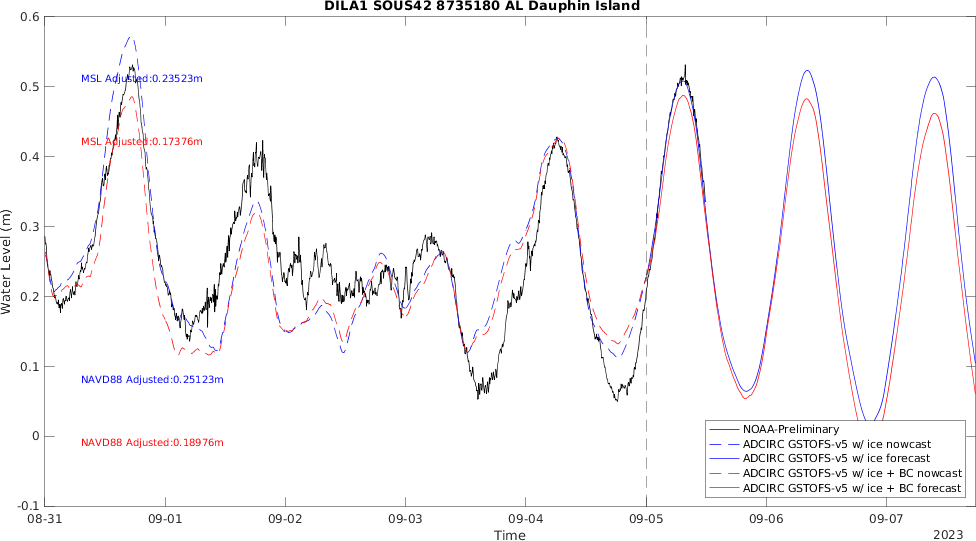 DILA1 SOUS42 8735180 AL Dauphin Island
0.6
0.5
0.4
0.3
0.2
0.1
0
-0.1
Water Level (m)
MSL Adjusted:0.23523m
MSL Adjusted:0.17376m
NAVD88 Adjusted:0.25123m
NAVD88 Adjusted:0.18976m
NOAA-Preliminary
ADCIRC GSTOFS-v5 w/ ice nowcast
ADCIRC GSTOFS-v5 w/ ice forecast
ADCIRC GSTOFS-v5 w/ ice + BC nowcast
ADCIRC GSTOFS-v5 w/ ice + BC forecast
08-31 09-01 09-02 09-03 09-04 09-05 09-06 09-07
Time
2023